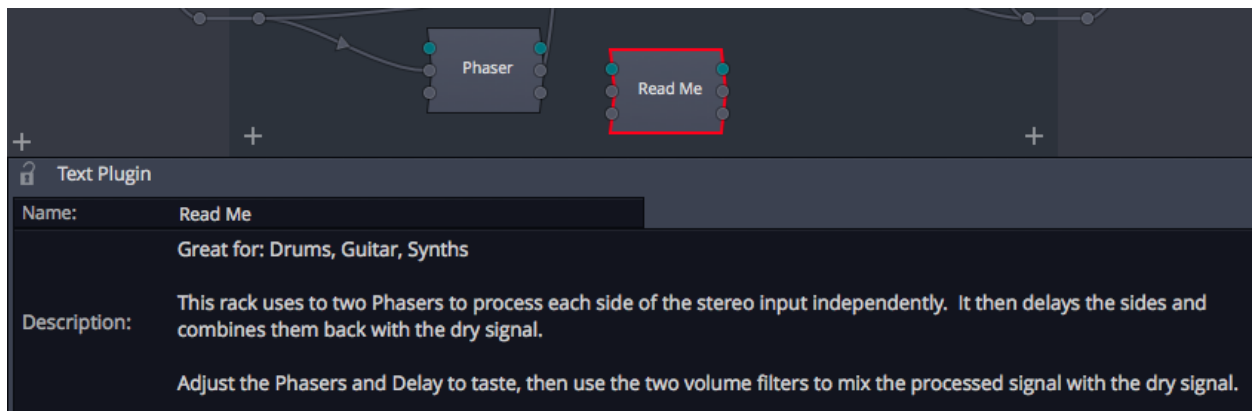 Phaser
Read Me
Text Plugin
Name: Read Me
Great for: Drums, Guitar, Synths
Description:
This rack uses to two Phasers to process each side of the stereo input independently.  It then delays the sides and
combines them back with the dry signal.
Adjust the Phasers and Delay to taste, then use the two volume filters to mix the processed signal with the dry signal.